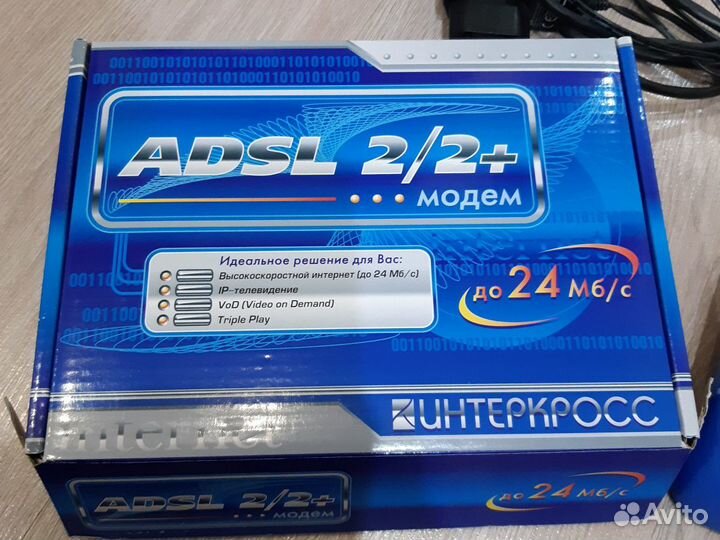 ADSL 2/2+
модем
Идеальное решение для Вас:
Высокоскоростной интернет (до 24 Мб/с)
IP-телевидение
VoD (Video on Demand)
Triple Play
до 24 Мб/с
ИНТЕРКРОСС
internet
ADSL 2/2+
модем
до 24 Мб/с
Avito